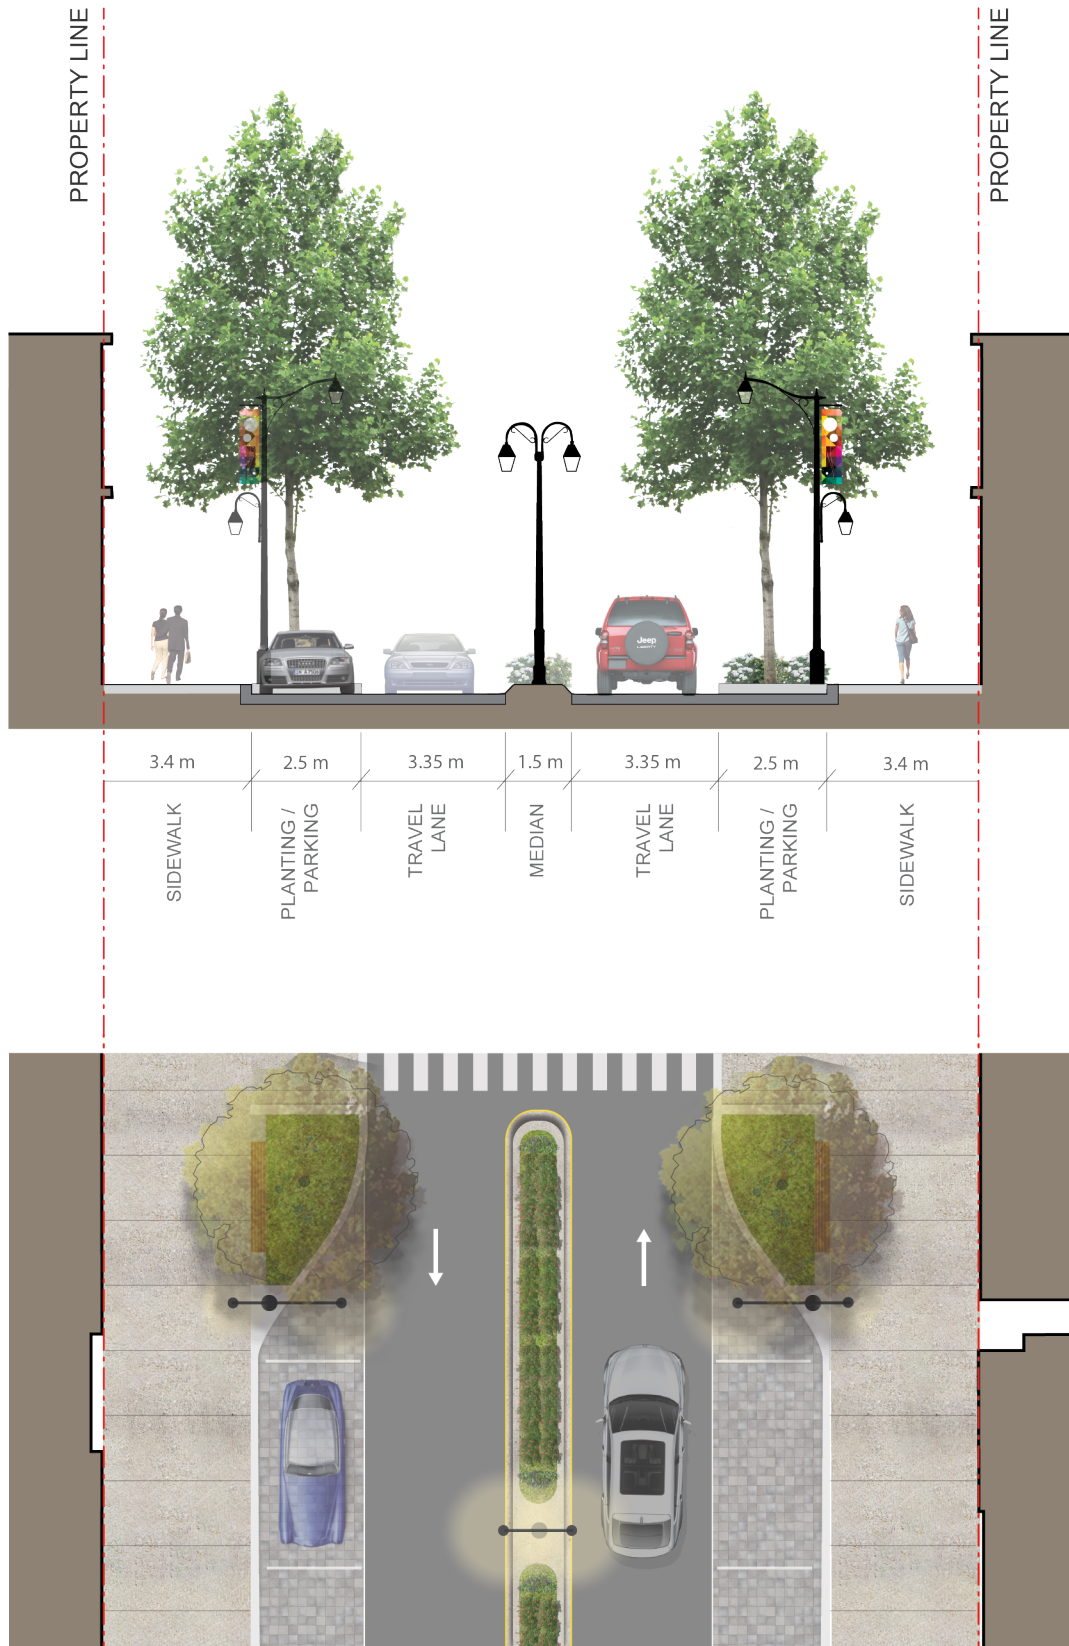 PROPERTY LINE
PROPERTY LINE
Jeep
LIBERTY
3.4 m
2.5 m
3.35 m
1.5 m
3.35 m
2.5 m
3.4 m
SIDEWALK
PLANTING /
PARKING
TRAVEL
LANE
MEDIAN
TRAVEL
LANE
PLANTING /
PARKING
SIDEWALK